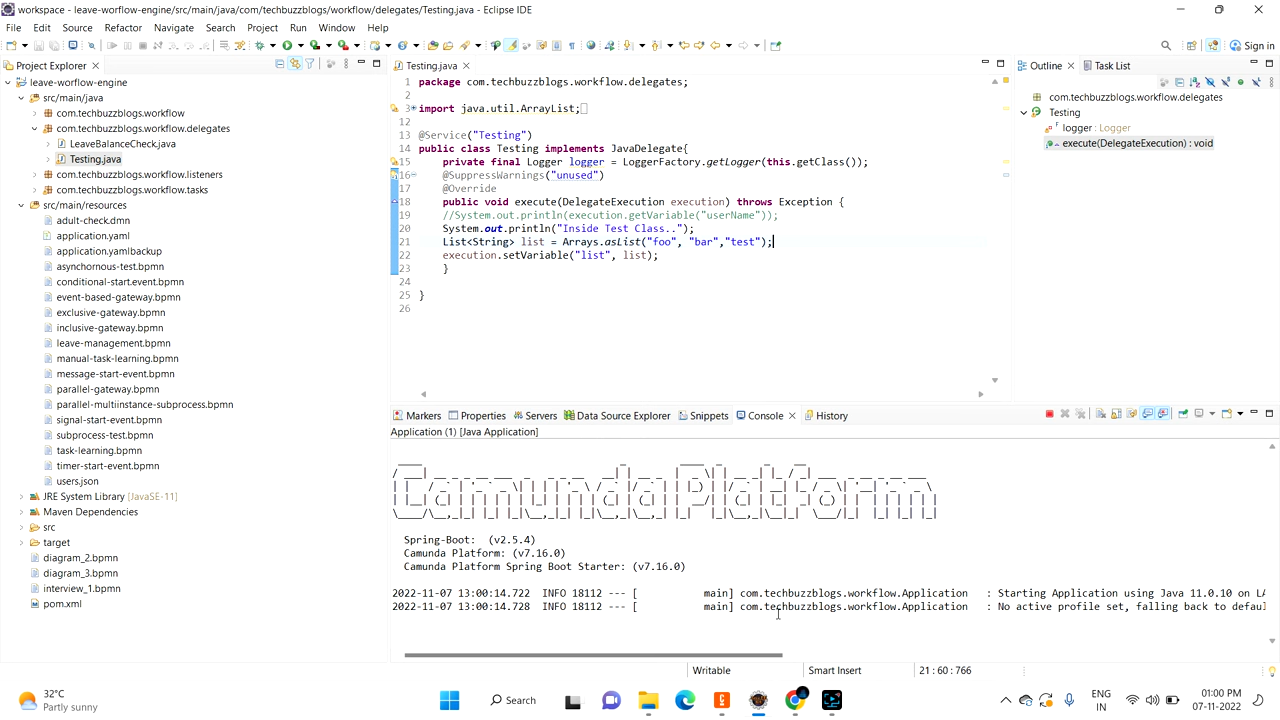 workspace - leave-worflow-engine/src/main/java/com/techbuzzblogs/workflow/delegates/Testing.java - Eclipse IDE
File Edit Source Refactor Navigate Search Project Run Window Help
Sign in
Project Explorer
leave-worflow-engine
src/main/java
com.techbuzzblogs.workflow
com.techbuzzblogs.workflow.delegates
LeaveBalanceCheck.java
Testing.java
com.techbuzzblogs.workflow.listeners
com.techbuzzblogs.workflow.tasks
src/main/resources
adult-check.dmn
application.yaml
application.yamlbackup
asynchornous-test.bpmn
conditional-start.event.bpmn
event-based-gateway.bpmn
exclusive-gateway.bpmn
inclusive-gateway.bpmn
leave-management.bpmn
manual-task-learning.bpmn
message-start-event.bpmn
parallel-gateway.bpmn
parallel-multiinstance-subprocess.bpmn
signal-start-event.bpmn
subprocess-test.bpmn
task-learning.bpmn
timer-start-event.bpmn
users.json
JRE System Library [JavaSE-11]
Maven Dependencies
src
target
diagram_2.bpmn
diagram_3.bpmn
interview_1.bpmn
pom.xml
Testing.java
1 package com.techbuzzblogs.workflow.delegates;
2
3 import java.util.ArrayList;
12
13 @Service("Testing")
14 public class Testing implements JavaDelegate{
15 private final Logger logger = LoggerFactory.getLogger(this.getClass());
16 @SuppressWarnings("unused")
17 @Override
18 public void execute(DelegateExecution execution) throws Exception {
19 //System.out.println(execution.getVariable("userName"));
20 System.out.println("Inside Test Class..");
21 List<String> list = Arrays.asList("foo", "bar","test");
22 execution.setVariable("list", list);
23 }
24
25 }
26
Outline Task List
com.techbuzzblogs.workflow.delegates
Testing
logger : Logger
execute(DelegateExecution) : void
Markers Properties Servers Data Source Explorer Snippets Console History
Application (1) [Java Application]
Camunda Platform
Spring-Boot: (v2.5.4)
Camunda Platform: (v7.16.0)
Camunda Platform Spring Boot Starter: (v7.16.0)
2022-11-07 13:00:14.722 INFO 18112 --- [ main] com.techbuzzblogs.workflow.Application : Starting Application using Java 11.0.10 on LA
2022-11-07 13:00:14.728 INFO 18112 --- [ main] com.techbuzzblogs.workflow.Application : No active profile set, falling back to defaul
Writable Smart Insert 21 : 60 : 766
32°C
Partly sunny
Search
ENG
IN
01:00 PM
07-11-2022